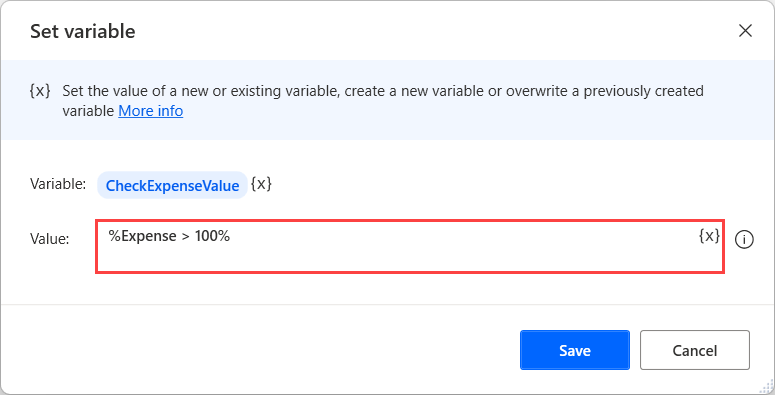 Set variable
{x} Set the value of a new or existing variable, create a new variable or overwrite a previously created
variable More info
Variable: CheckExpenseValue {x}
Value: %Expense > 100% {x}
Save Cancel